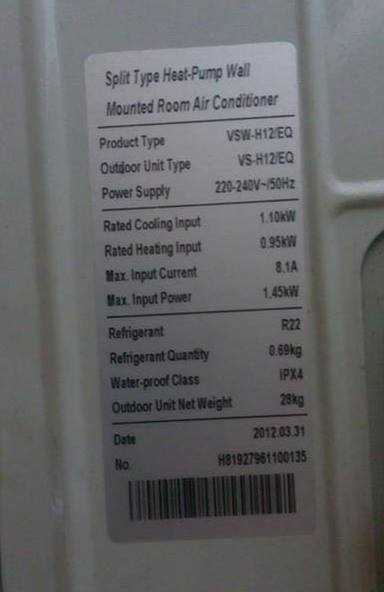 Split Type Heat-Pump Wall
Mounted Room Air Conditioner
Product Type VSW-H12/EQ
Outdoor Unit Type VS-H12/EQ
Power Supply 220-240V~/50Hz
Rated Cooling Input 1.10kW
Rated Heating Input 0.95kW
Max. Input Current 8.1A
Max. Input Power 1.45kW
Refrigerant R22
Refrigerant Quantity 0.69kg
Water-proof Class IPX4
Outdoor Unit Net Weight 28kg
Date 2012.03.31
No. H81927961100135